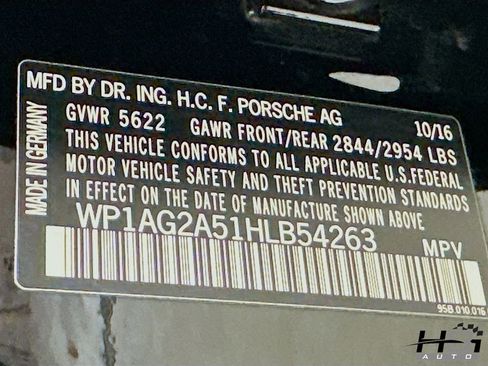 MFD BY DR. ING. H.C. F. PORSCHE AG 10/16
GVWR 5622 GAWR FRONT/REAR 2844/2954 LBS
THIS VEHICLE CONFORMS TO ALL APPLICABLE U.S.FEDERAL
MOTOR VEHICLE SAFETY AND THEFT PREVENTION STANDARDS
IN EFFECT ON THE DATE OF MANUFACTURE SHOWN ABOVE
WP1AG2A51HLB54263 MPV
MADE IN GERMANY
95B.010.016
H i
AUTO